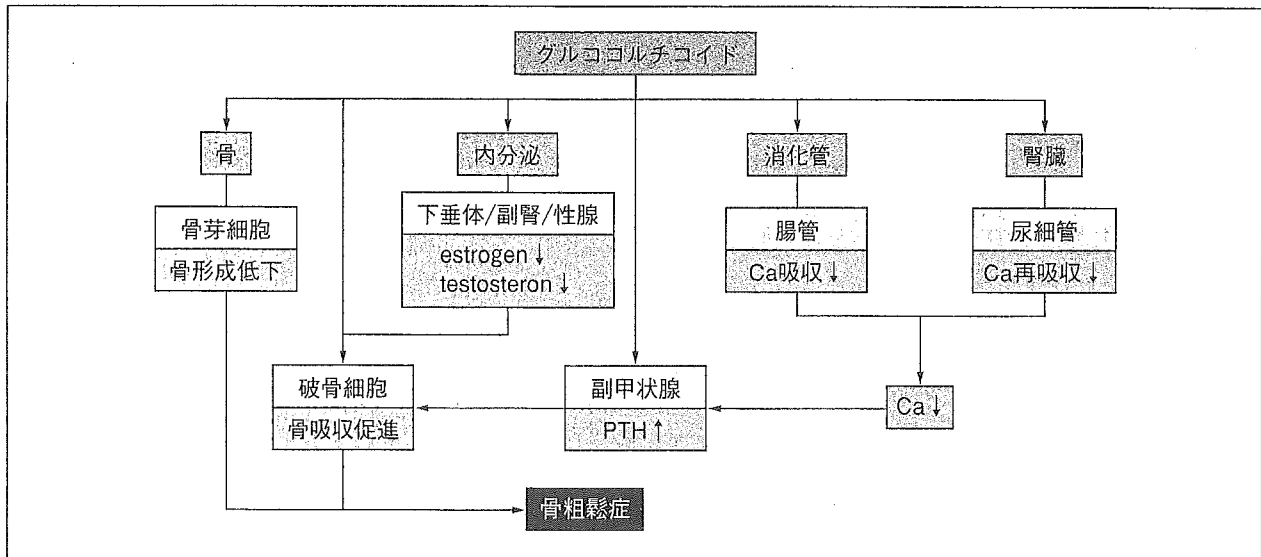 グルココルチコイド
骨
内分泌
消化管
腎臓
骨芽細胞
骨形成低下
下垂体/副腎/性腺
estrogen↓
testosteron↓
腸管
Ca吸収↓
尿細管
Ca再吸収↓
破骨細胞
骨吸収促進
副甲状腺
PTH↑
Ca↓
骨粗鬆症